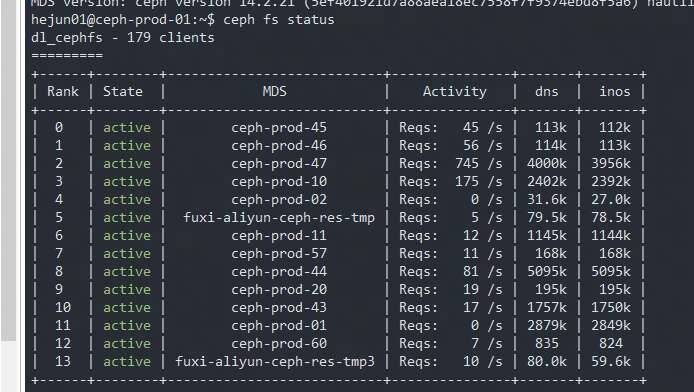 MDS version: ceph version 14.2.21 (5ef401921d7a88aea18ec7558f7f9374ebd8f5a6) nautil
hejun01@ceph-prod-01:~$ ceph fs status
dl_cephfs - 179 clients
=========
+------+--------+------------------------+---------------+-------+-------+
| Rank | State | MDS | Activity | dns | inos |
+------+--------+------------------------+---------------+-------+-------+
| 0 | active | ceph-prod-45 | Reqs: 45 /s | 113k | 112k |
| 1 | active | ceph-prod-46 | Reqs: 56 /s | 114k | 113k |
| 2 | active | ceph-prod-47 | Reqs: 745 /s | 4000k | 3956k |
| 3 | active | ceph-prod-10 | Reqs: 175 /s | 2402k | 2392k |
| 4 | active | ceph-prod-02 | Reqs: 0 /s | 31.6k | 27.0k |
| 5 | active | fuxi-aliyun-ceph-res-tmp | Reqs: 5 /s | 79.5k | 78.5k |
| 6 | active | ceph-prod-11 | Reqs: 12 /s | 1145k | 1144k |
| 7 | active | ceph-prod-57 | Reqs: 11 /s | 168k | 168k |
| 8 | active | ceph-prod-44 | Reqs: 81 /s | 5095k | 5095k |
| 9 | active | ceph-prod-20 | Reqs: 19 /s | 195k | 195k |
| 10 | active | ceph-prod-43 | Reqs: 17 /s | 1757k | 1750k |
| 11 | active | ceph-prod-01 | Reqs: 0 /s | 2879k | 2849k |
| 12 | active | ceph-prod-60 | Reqs: 7 /s | 835 | 824 |
| 13 | active | fuxi-aliyun-ceph-res-tmp3 | Reqs: 10 /s | 80.0k | 59.6k |
+------+--------+------------------------+---------------+-------+-------+